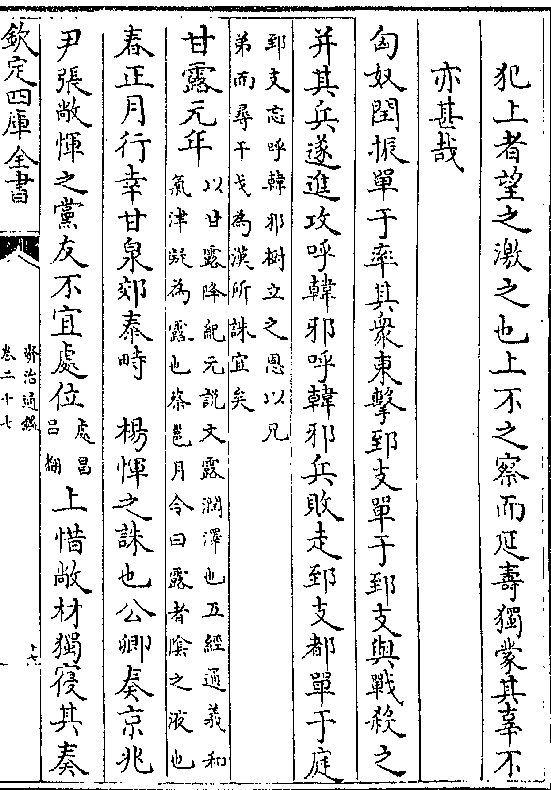 犯上者望之激之也上不之察而延壽獨蒙其辜不
亦甚哉
匈奴閏振單于率其衆東擊郅支單于郅支與戰殺之
并其兵遂進攻呼韓邪呼韓邪兵敗走郅支都單于庭
郅支忘呼韓邪樹立之恩以兄
弟而尋干戈為漢所誅宜矣
甘露元年
以甘露降紀元說文露潤澤也五經通義和
氣津凝為露也蔡邕月令曰露者陰之液也
春正月行幸甘泉郊泰畤　楊惲之誅也公卿奏京兆
尹張敞惲之黨友不宜處位
處昌
吕翻
上惜敞材獨寑其奏
欽定四庫全書
資治通鑑
卷二十七